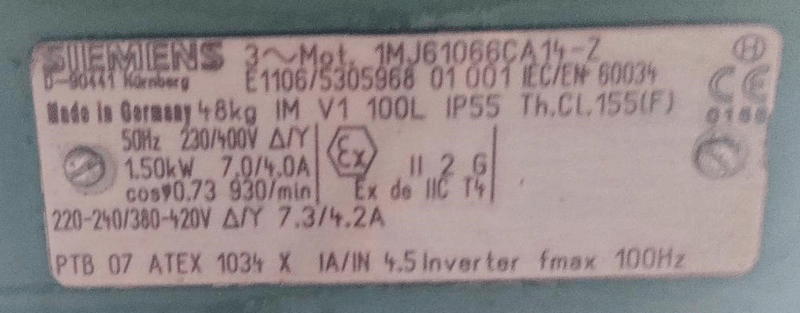 SIEMENS 3~Mot. 1MJ61066CA14-Z
D-90441 Nürnberg E1106/5305968 01 001 IEC/EN 60034
Made in Germany 48kg IM V1 100L IP55 Th.Cl.155(F)
50Hz 230/400V Δ/Y
1.50kW 7.0/4.0A
cosφ0.73 930/min
Ex II 2 G
Ex de IIC T4
220-240/380-420V Δ/Y 7.3/4.2A
PTB 07 ATEX 1034 X IA/IN 4.5 Inverter fmax 100Hz
H
CE